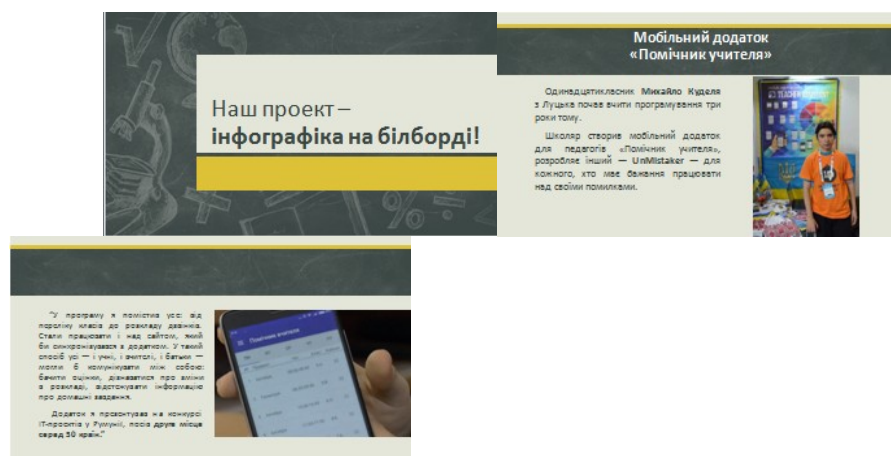 Наш проект –
інфографіка на білборді!
Мобільний додаток
«Помічник учителя»
Одинадцятикласник Михайло Куделя
з Луцька почав вчити програмування три
роки тому.
Школяр створив мобільний додаток
для педагогів «Помічник учителя»,
розробляє інший — UnMistaker — для
кожного, хто має бажання працювати
над своїми помилками.
"У програму я помістив усе: від
переліку класів до розкладу дзвінків.
Стали працювати і над сайтом, який
би синхронізувався з додатком. У такий
спосіб усі — і учні, і вчителі, і батьки —
могли б комунікувати між собою:
бачити оцінки, дізнаватися про зміни
в розкладі, відстежувати інформацію
про домашні завдання.
Додаток я презентував на конкурсі
ІТ-проектів у Румунії, посів друге місце
серед 50 країн."
Помічник учителя